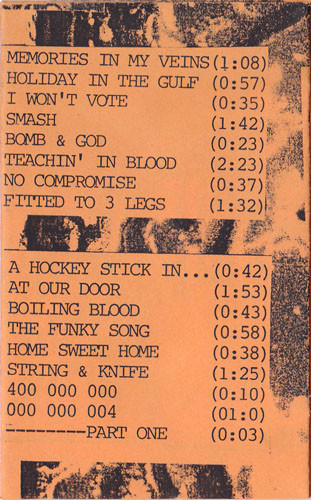 MEMORIES IN MY VEINS (1:08)
HOLIDAY IN THE GULF (0:57)
I WON'T VOTE (0:35)
SMASH (1:42)
BOMB & GOD (0:23)
TEACHIN' IN BLOOD (2:23)
NO COMPROMISE (0:37)
FITTED TO 3 LEGS (1:32)
A HOCKEY STICK IN... (0:42)
AT OUR DOOR (1:53)
BOILING BLOOD (0:43)
THE FUNKY SONG (0:58)
HOME SWEET HOME (0:38)
STRING & KNIFE (1:25)
400 000 000 (0:10)
000 000 004 (01:0)
--------PART ONE (0:03)